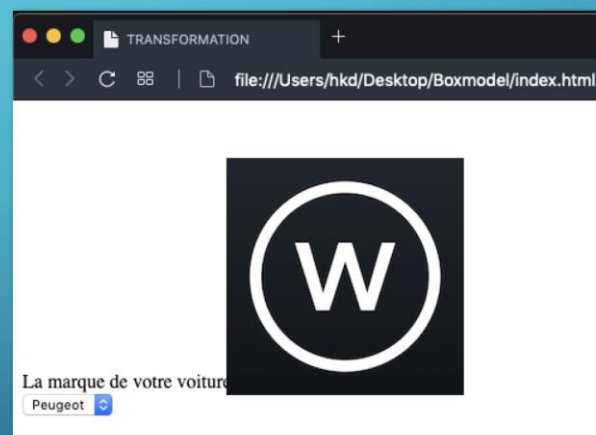 TRANSFORMATION
file:///Users/hkd/Desktop/Boxmodel/index.html
W
La marque de votre voiture
Peugeot